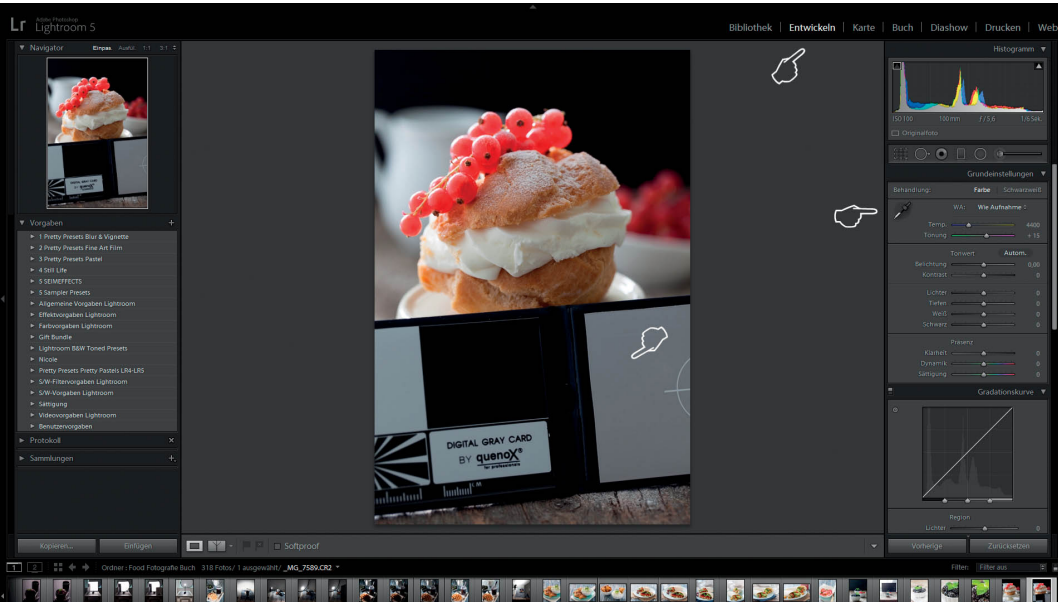 Lr Adobe Photoshop
Lightroom 5
Bibliothek | Entwickeln | Karte | Buch | Diashow | Drucken | Web
Navigator Einpas. Ausfül. 1:1 3:1
Vorgaben +
1 Pretty Presets Blur & Vignette
2 Pretty Presets Fine Art Film
3 Pretty Presets Pastel
4 Still Life
5 SEIMEFFECTS
5 Sampler Presets
Allgemeine Vorgaben Lightroom
Effektvorgaben Lightroom
Farbvorgaben Lightroom
Gift Bundle
Lightroom B&W Toned Presets
Nicole
Pretty Presets Pretty Pastels LR4-LR5
S/W-Filtervorgaben Lightroom
S/W-Vorgaben Lightroom
Sättigung
Videovorgaben Lightroom
Benutzervorgaben
Protokoll ×
Sammlungen +
Kopieren... Einfügen
DIGITAL GRAY CARD
BY quenoX®
for professionals
Softproof
Histogramm
ISO 100 100 mm f / 5,6 1/6 Sek.
Originalfoto
Grundeinstellungen
Behandlung: Farbe Schwarzweiß
WA: Wie Aufnahme
Temp. 4400
Tönung + 15
Tonwert Autom.
Belichtung 0,00
Kontrast 0
Lichter 0
Tiefen 0
Weiß 0
Schwarz 0
Präsenz
Klarheit 0
Dynamik 0
Sättigung 0
Gradationskurve
Region
Lichter 0
Vorherige Zurücksetzen
1 2 Ordner : Food Fotografie Buch 318 Fotos/ 1 ausgewählt/ _MG_7589.CR2 Filter: Filter aus